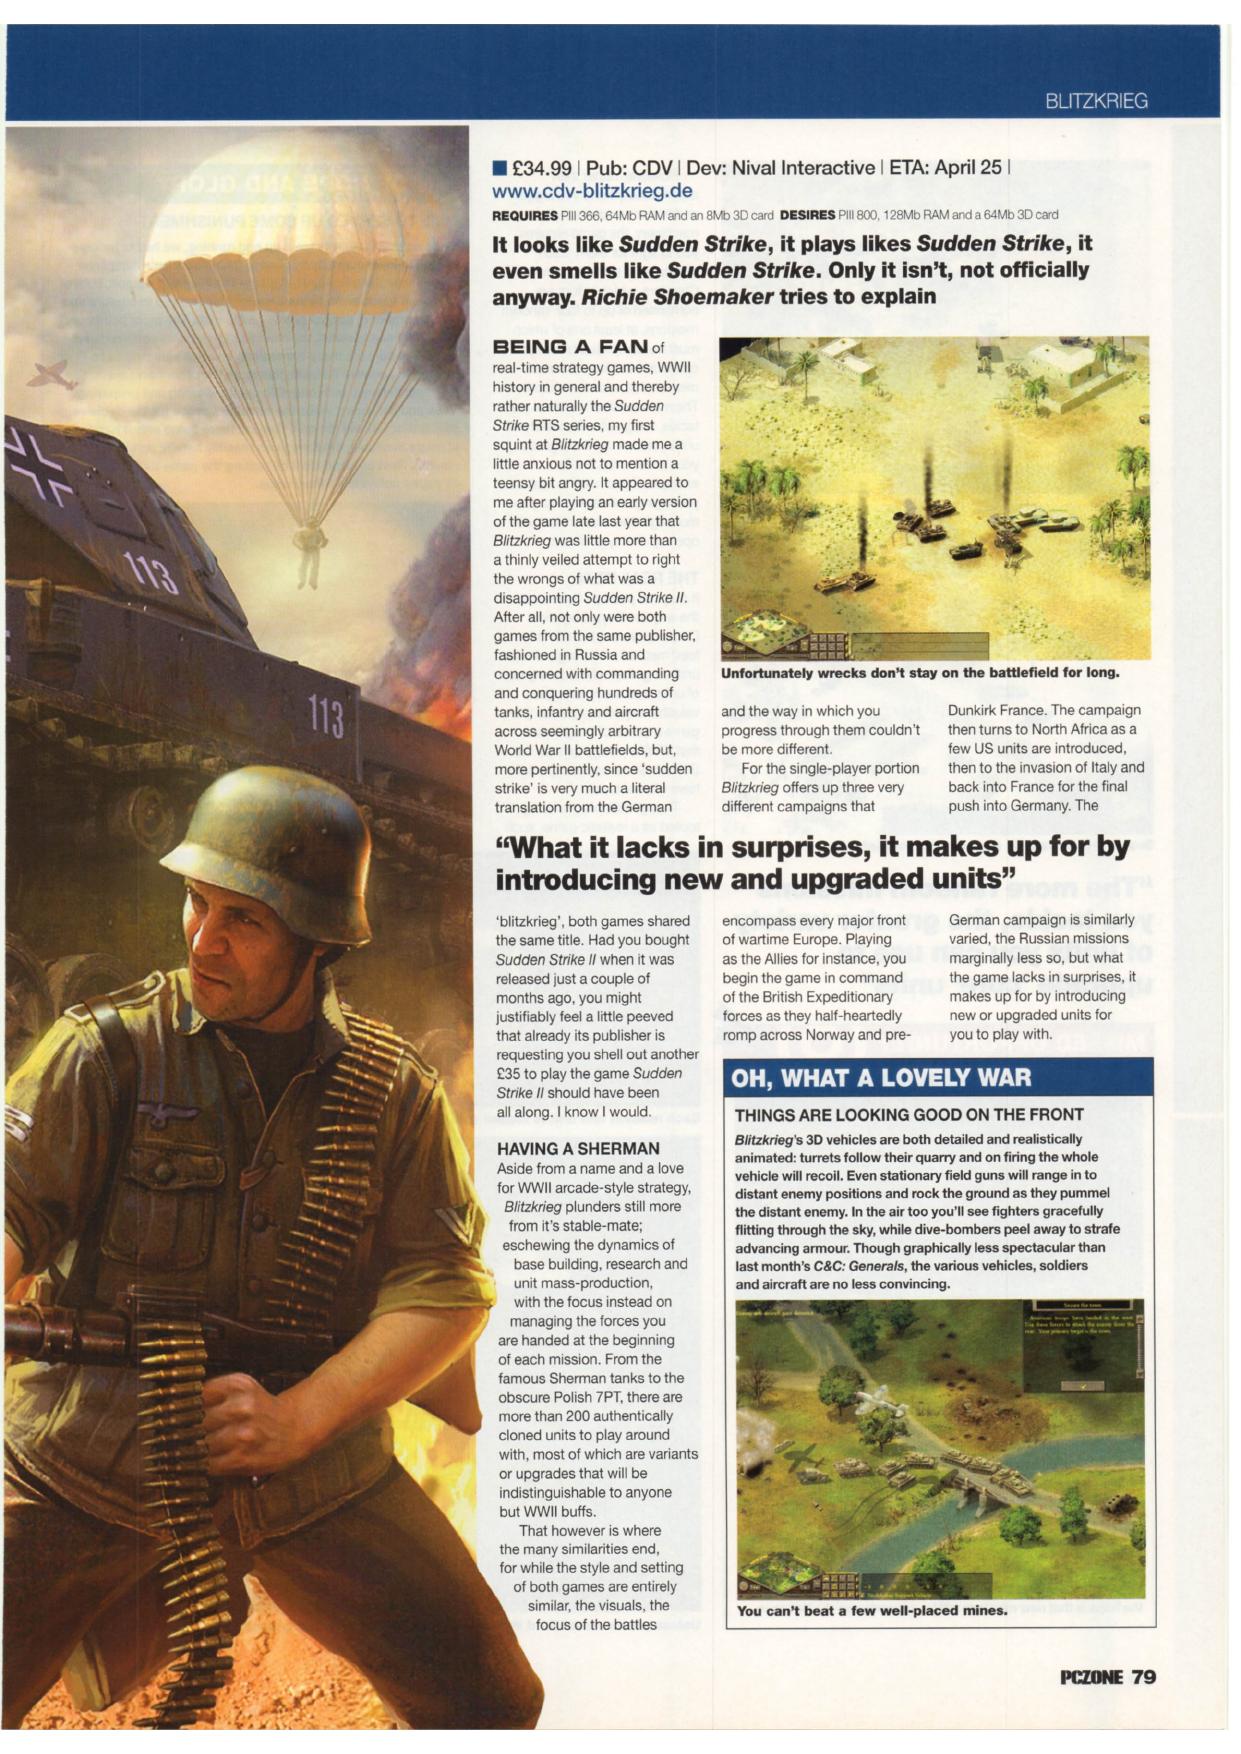 BLITZKRIEG
113
113
■ £34.99 | Pub: CDV | Dev: Nival Interactive | ETA: April 25 |
www.cdv-blitzkrieg.de
REQUIRES PIII 366, 64Mb RAM and an 8Mb 3D card DESIRES PIII 800, 128Mb RAM and a 64Mb 3D card
It looks like Sudden Strike, it plays likes Sudden Strike, it
even smells like Sudden Strike. Only it isn't, not officially
anyway. Richie Shoemaker tries to explain
BEING A FAN of
real-time strategy games, WWII
history in general and thereby
rather naturally the Sudden
Strike RTS series, my first
squint at Blitzkrieg made me a
little anxious not to mention a
teensy bit angry. It appeared to
me after playing an early version
of the game late last year that
Blitzkrieg was little more than
a thinly veiled attempt to right
the wrongs of what was a
disappointing Sudden Strike II.
After all, not only were both
games from the same publisher,
fashioned in Russia and
concerned with commanding
and conquering hundreds of
tanks, infantry and aircraft
across seemingly arbitrary
World War II battlefields, but,
more pertinently, since 'sudden
strike' is very much a literal
translation from the German
"What it lacks in surprises, it makes up for by
introducing new and upgraded units"
'blitzkrieg', both games shared
the same title. Had you bought
Sudden Strike II when it was
released just a couple of
months ago, you might
justifiably feel a little peeved
that already its publisher is
requesting you shell out another
£35 to play the game Sudden
Strike II should have been
all along. I know I would.
HAVING A SHERMAN
Aside from a name and a love
for WWII arcade-style strategy,
Blitzkrieg plunders still more
from it's stable-mate;
eschewing the dynamics of
base building, research and
unit mass-production,
with the focus instead on
managing the forces you
are handed at the beginning
of each mission. From the
famous Sherman tanks to the
obscure Polish 7PT, there are
more than 200 authentically
cloned units to play around
with, most of which are variants
or upgrades that will be
indistinguishable to anyone
but WWII buffs.
That however is where
the many similarities end,
for while the style and setting
of both games are entirely
similar, the visuals, the
focus of the battles
Unfortunately wrecks don't stay on the battlefield for long.
and the way in which you
progress through them couldn't
be more different.
For the single-player portion
Blitzkrieg offers up three very
different campaigns that
encompass every major front
of wartime Europe. Playing
as the Allies for instance, you
begin the game in command
of the British Expeditionary
forces as they half-heartedly
romp across Norway and pre-
Dunkirk France. The campaign
then turns to North Africa as a
few US units are introduced,
then to the invasion of Italy and
back into France for the final
push into Germany. The
German campaign is similarly
varied, the Russian missions
marginally less so, but what
the game lacks in surprises, it
makes up for by introducing
new or upgraded units for
you to play with.
OH, WHAT A LOVELY WAR
THINGS ARE LOOKING GOOD ON THE FRONT
Blitzkrieg's 3D vehicles are both detailed and realistically
animated: turrets follow their quarry and on firing the whole
vehicle will recoil. Even stationary field guns will range in to
distant enemy positions and rock the ground as they pummel
the distant enemy. In the air too you'll see fighters gracefully
flitting through the sky, while dive-bombers peel away to strafe
advancing armour. Though graphically less spectacular than
last month's C&C: Generals, the various vehicles, soldiers
and aircraft are no less convincing.
Secure the town
You can't beat a few well-placed mines.
PCZONE 79